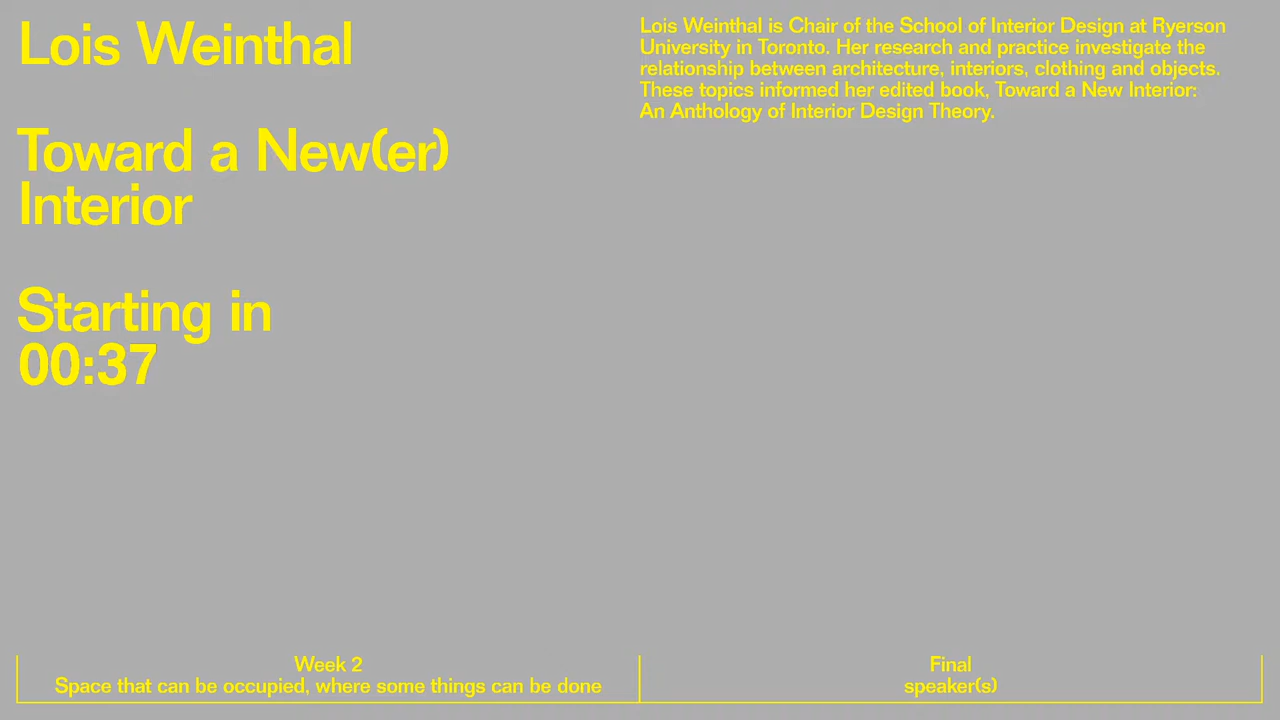 Lois Weinthal
Toward a New(er)
Interior
Starting in
00:37
Lois Weinthal is Chair of the School of Interior Design at Ryerson
University in Toronto. Her research and practice investigate the
relationship between architecture, interiors, clothing and objects.
These topics informed her edited book, Toward a New Interior:
An Anthology of Interior Design Theory.
Week 2
Space that can be occupied, where some things can be done
Final
speaker(s)